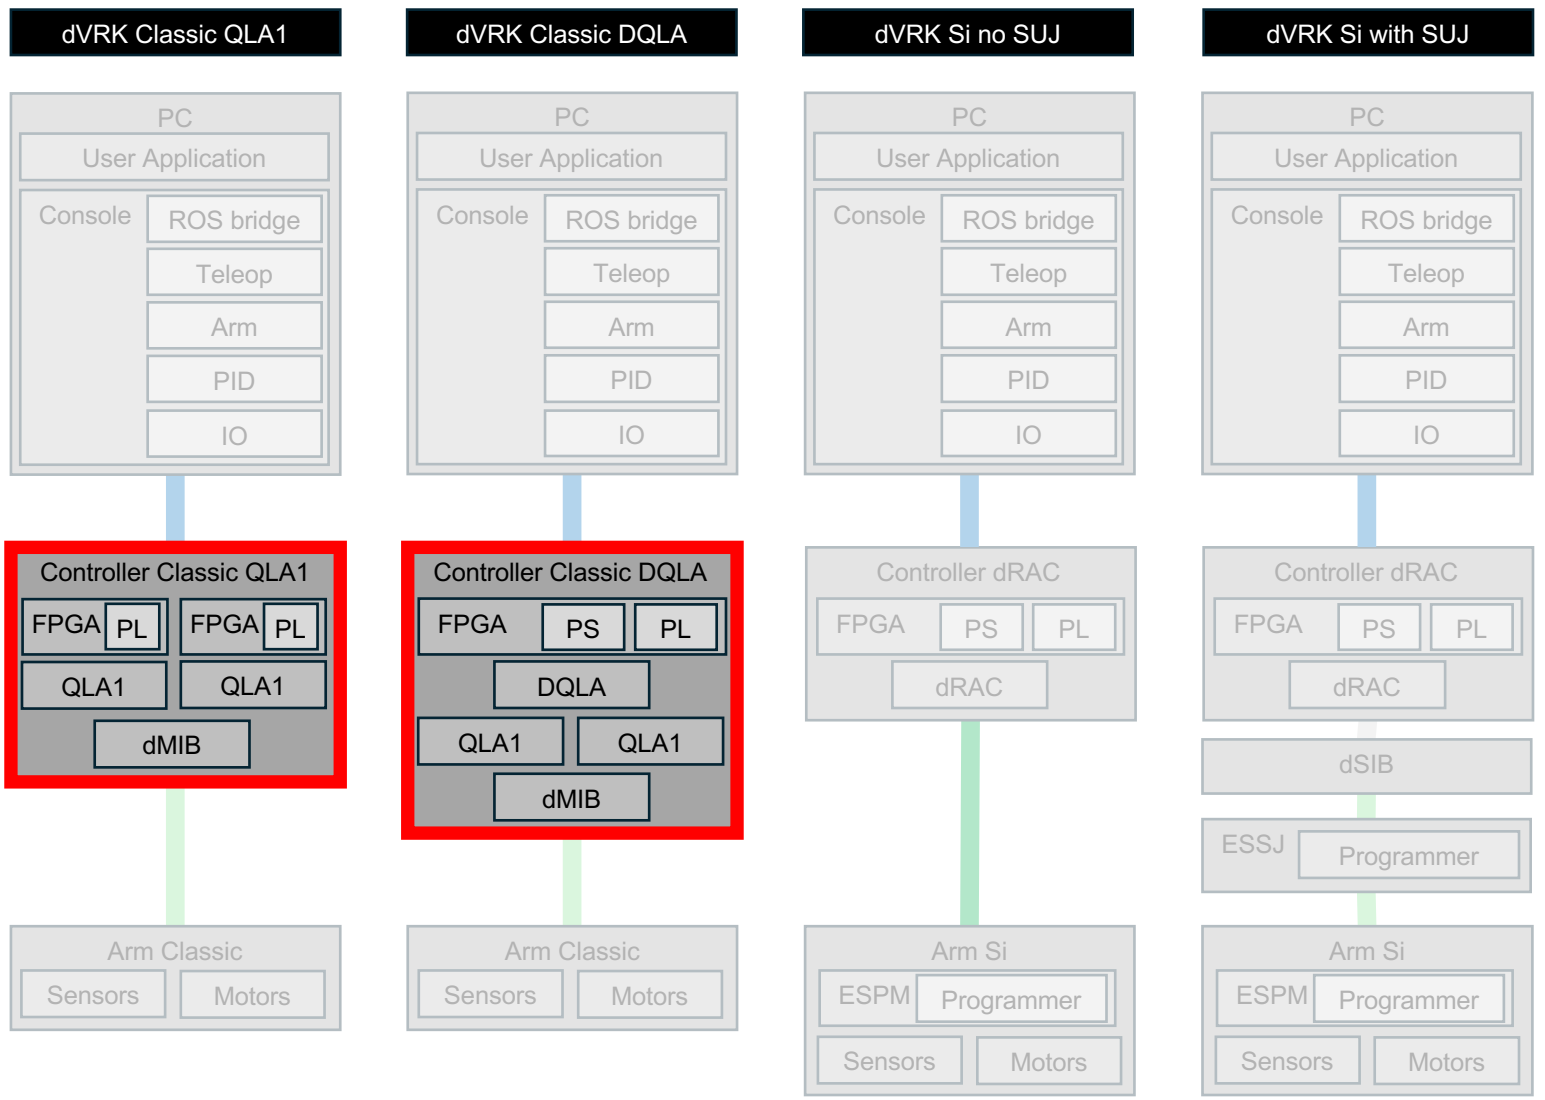 dVRK Classic QLA1
PC
User Application
Console
ROS bridge
Teleop
Arm
PID
IO
Controller Classic QLA1
FPGA
PL
FPGA
PL
QLA1
QLA1
dMIB
Arm Classic
Sensors
Motors
dVRK Classic DQLA
PC
User Application
Console
ROS bridge
Teleop
Arm
PID
IO
Controller Classic DQLA
FPGA
PS
PL
DQLA
QLA1
QLA1
dMIB
Arm Classic
Sensors
Motors
dVRK Si no SUJ
PC
User Application
Console
ROS bridge
Teleop
Arm
PID
IO
Controller dRAC
FPGA
PS
PL
dRAC
Arm Si
ESPM
Programmer
Sensors
Motors
dVRK Si with SUJ
PC
User Application
Console
ROS bridge
Teleop
Arm
PID
IO
Controller dRAC
FPGA
PS
PL
dRAC
dSIB
ESSJ
Programmer
Arm Si
ESPM
Programmer
Sensors
Motors